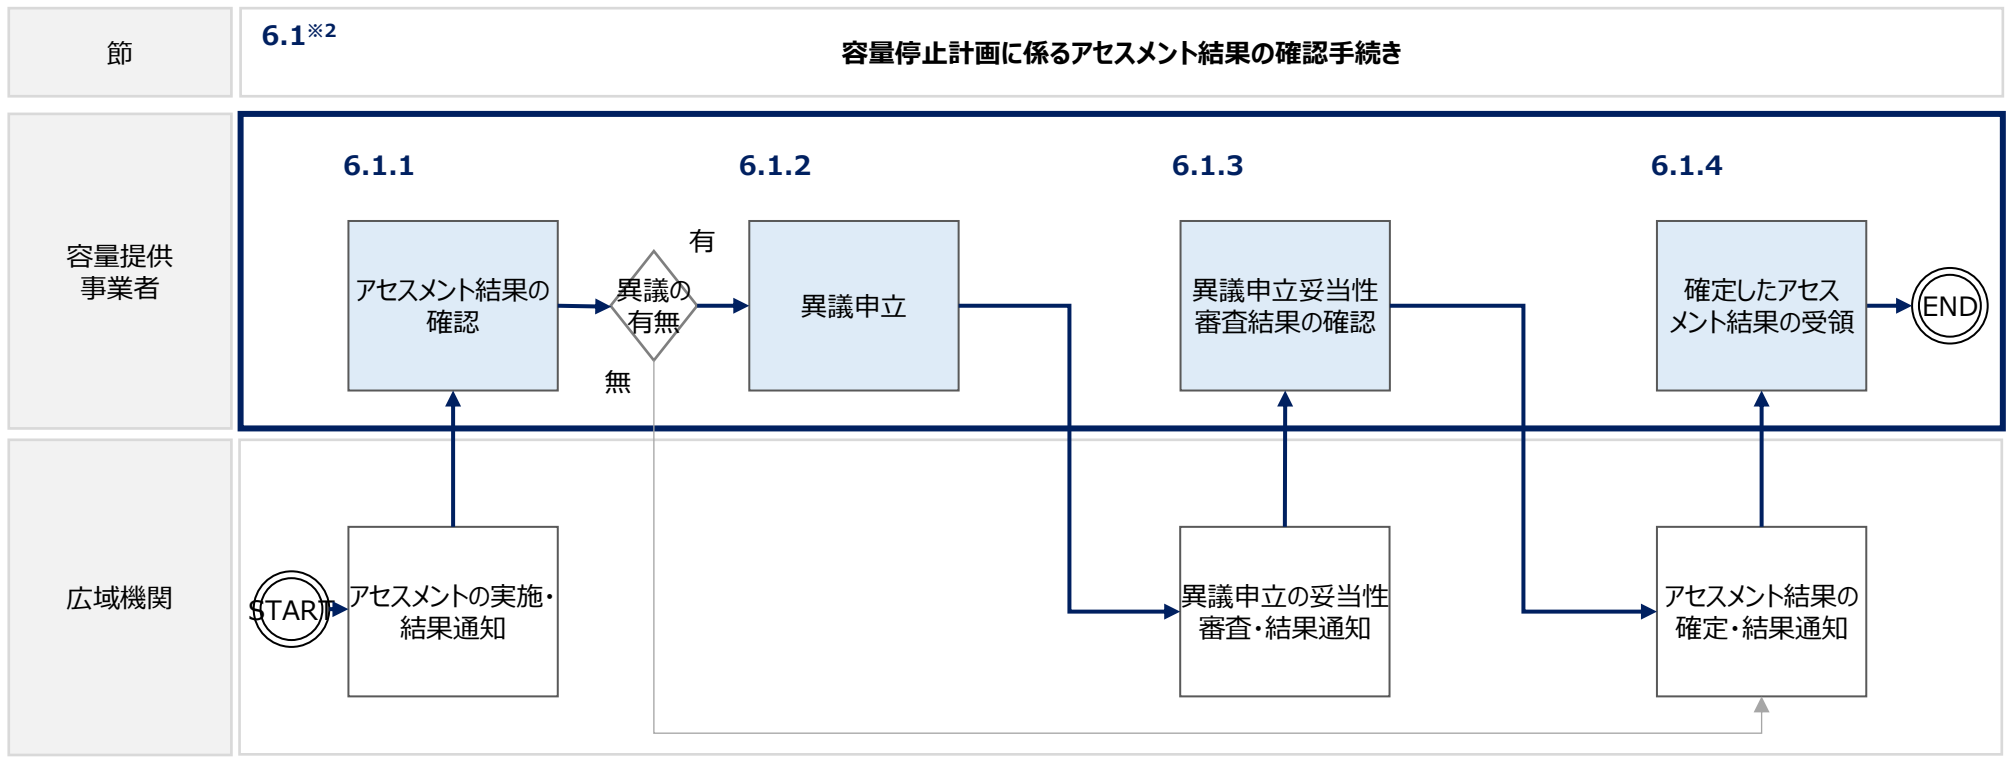 節
6.1※2
容量停止計画に係るアセスメント結果の確認手続き
容量提供
事業者
6.1.1
6.1.2
6.1.3
6.1.4
アセスメント結果の
確認
異議の
有無
有
無
異議申立
異議申立妥当性
審査結果の確認
確定したアセス
メント結果の受領
END
広域機関
START
アセスメントの実施・
結果通知
異議申立の妥当性
審査・結果通知
アセスメント結果の
確定・結果通知